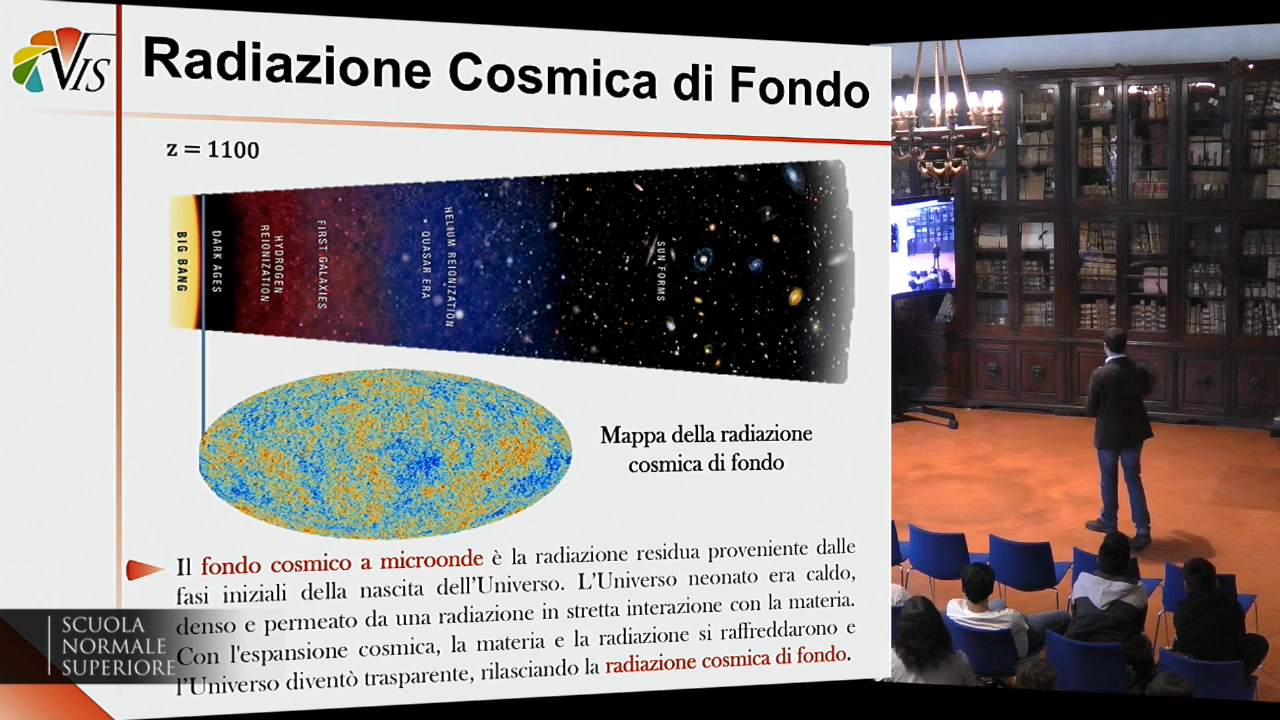 VIS
Radiazione Cosmica di Fondo
z = 1100
BIG BANG
DARK AGES
HYDROGEN
REIONIZATION
FIRST GALAXIES
HELIUM REIONIZATION
QUASAR ERA
SUN FORMS
Mappa della radiazione
cosmica di fondo
Il fondo cosmico a microonde è la radiazione residua proveniente dalle
fasi iniziali della nascita dell'Universo. L'Universo neonato era caldo,
denso e permeato da una radiazione in stretta interazione con la materia.
Con l'espansione cosmica, la materia e la radiazione si raffreddarono e
l'Universo diventò trasparente, rilasciando la radiazione cosmica di fondo.
SCUOLA
NORMALE
SUPERIORE